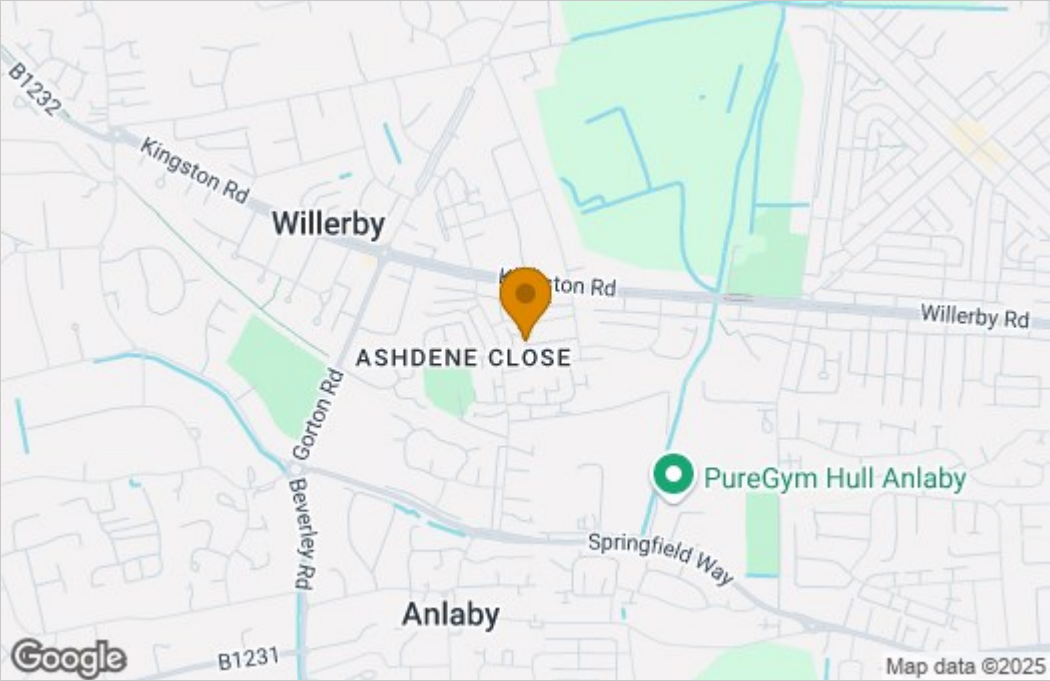 B1232
Kingston Rd
Willerby
Kingston Rd
Willerby Rd
ASHDENE CLOSE
Gorton Rd
PureGym Hull Anlaby
Beverley Rd
Springfield Way
Anlaby
B1231
Google
Map data ©2025